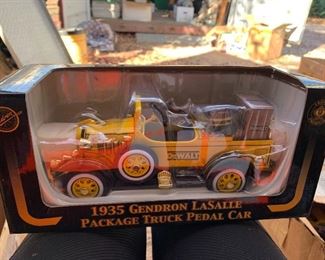 DeWALT
1935 GENDRON LASALLE
PACKAGE TRUCK PEDAL CAR